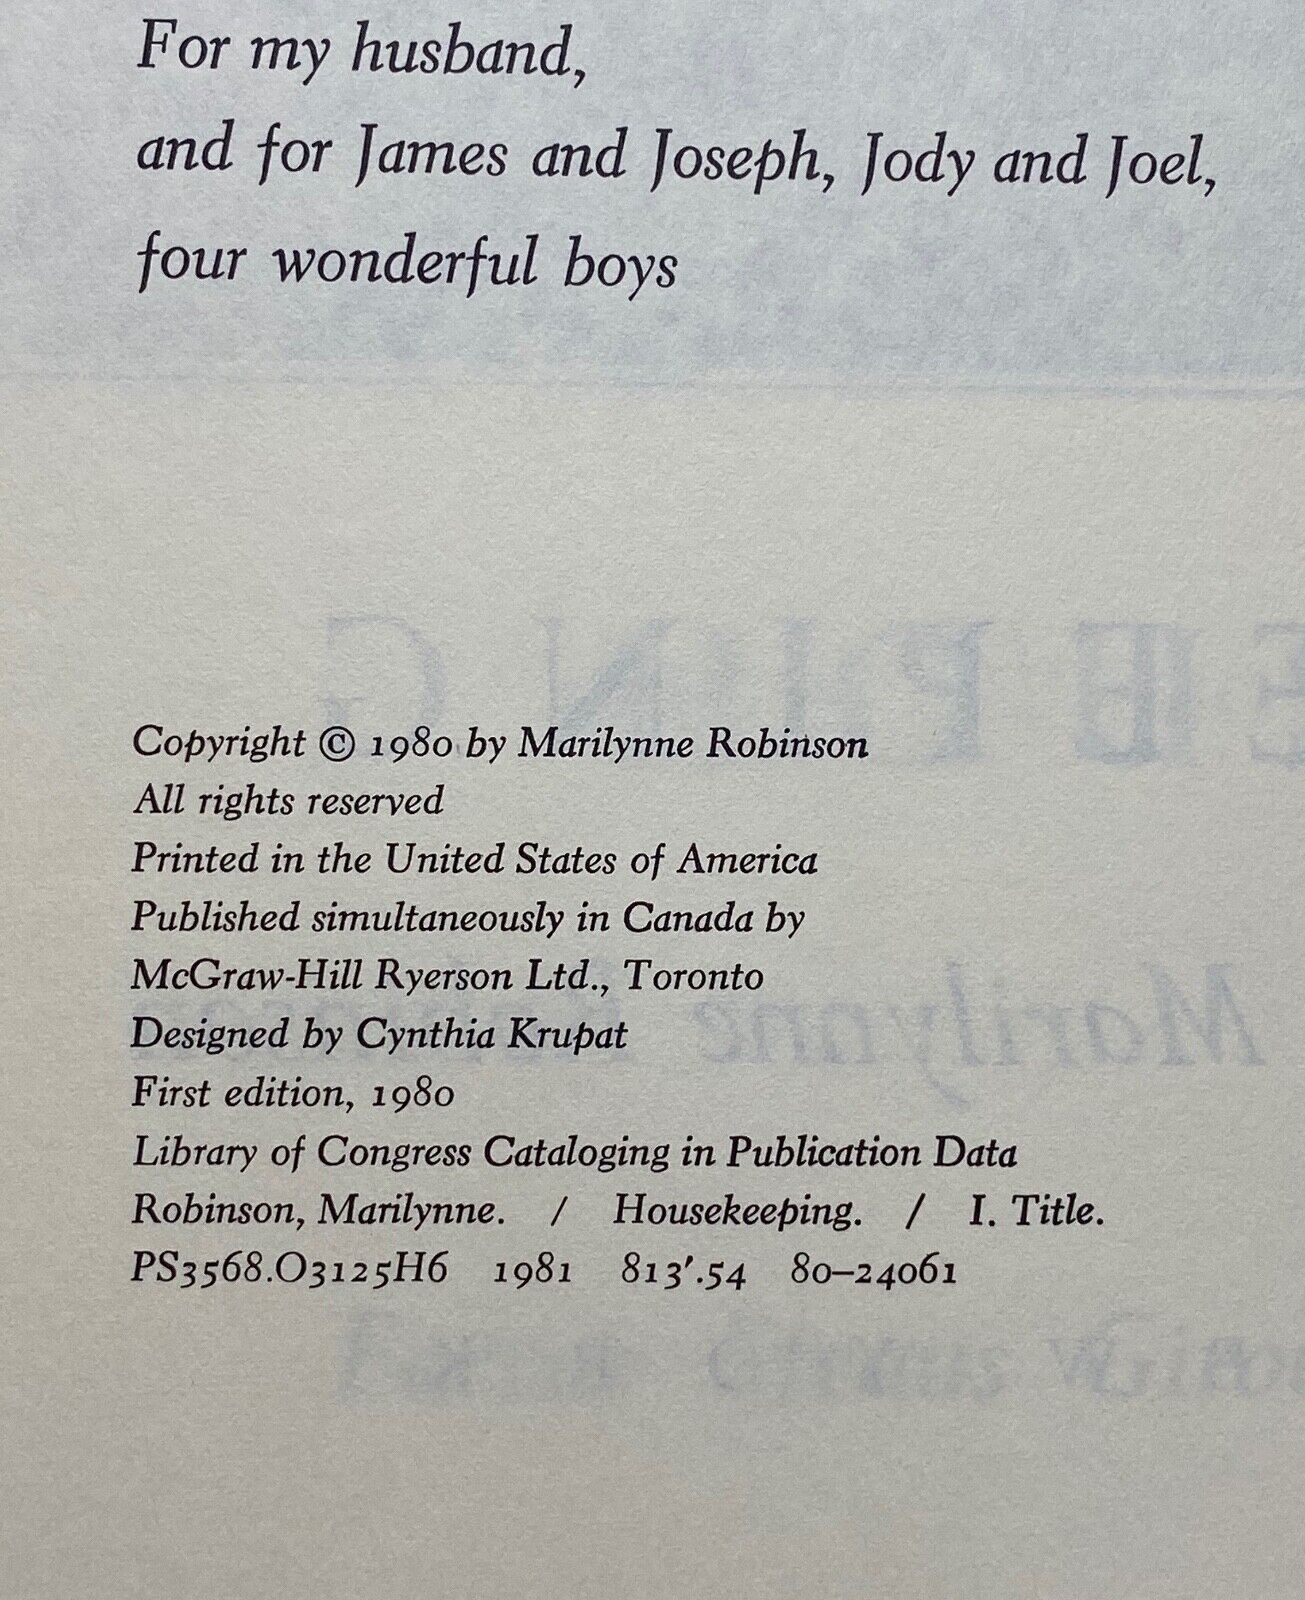 For my husband,
and for James and Joseph, Jody and Joel,
four wonderful boys
Copyright © 1980 by Marilynne Robinson
All rights reserved
Printed in the United States of America
Published simultaneously in Canada by
McGraw-Hill Ryerson Ltd., Toronto
Designed by Cynthia Krupat
First edition, 1980
Library of Congress Cataloging in Publication Data
Robinson, Marilynne. / Housekeeping. / I. Title.
PS3568.O3125H6 1981 813'.54 80–24061